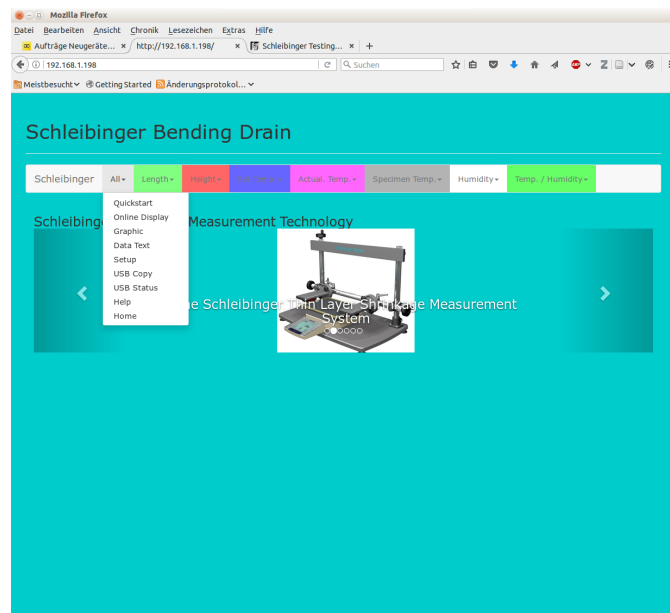 Mozilla Firefox
Datei Bearbeiten Ansicht Chronik Lesezeichen Extras Hilfe
Aufträge Neugeräte... × http://192.168.1.198/ × Schleibinger Testing... × +
192.168.1.198 Suchen
Meistbesucht Getting Started Änderungsprotokol...
Schleibinger Bending Drain
Schleibinger All Length Height Actual. Temp. Specimen Temp. Humidity Temp. / Humidity
Quickstart
Online Display
Graphic
Data Text
Setup
USB Copy
USB Status
Help
Home
Measurement Technology
Schleibinger Thin Layer Shrinkage Measurement
System